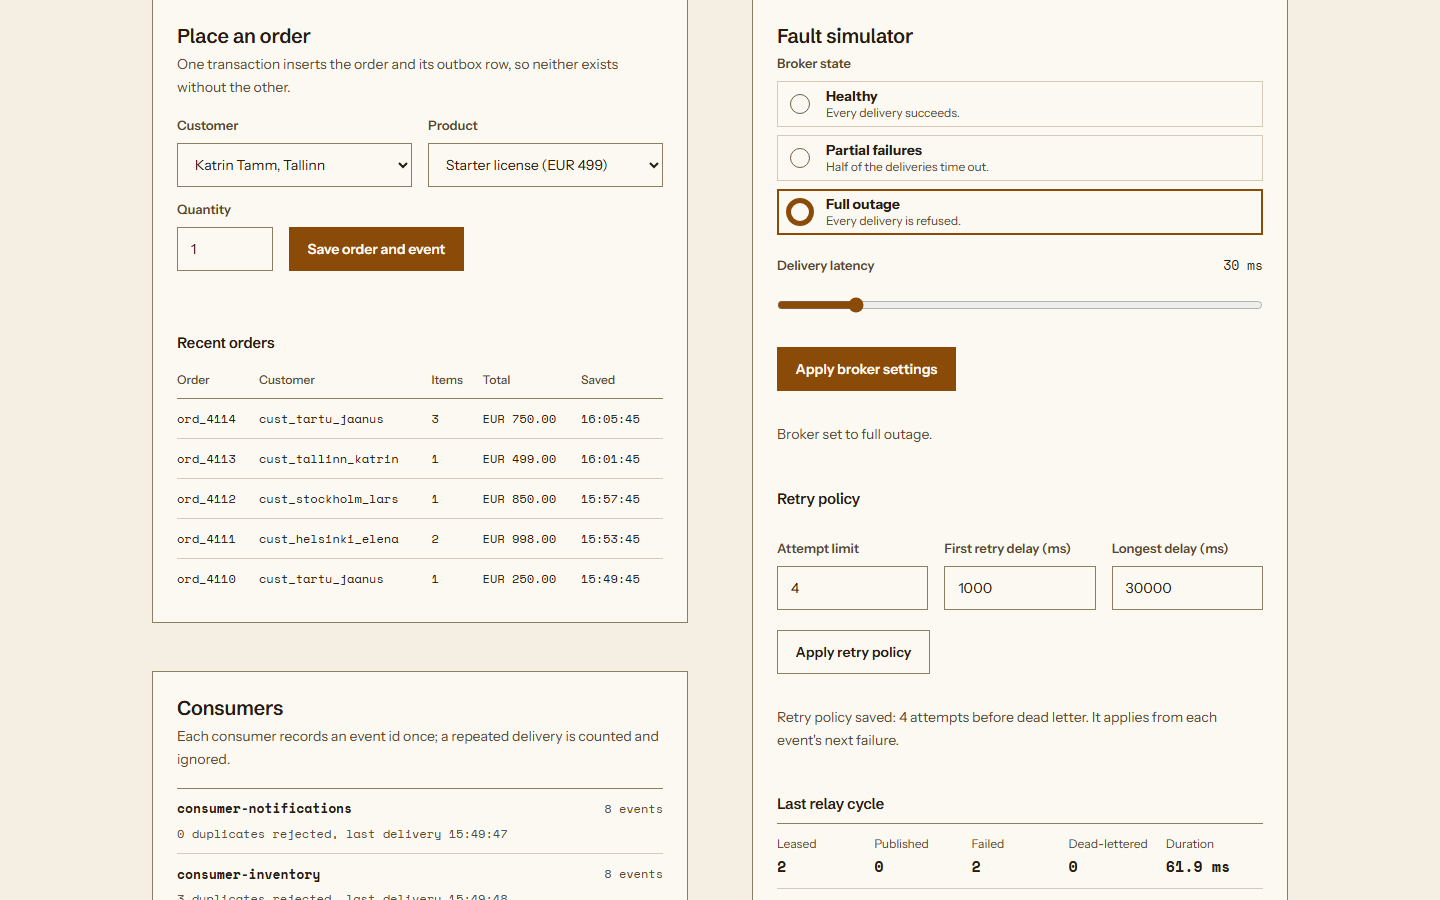 Place an order
One transaction inserts the order and its outbox row, so neither exists
without the other.
Customer
Product
Katrin Tamm, Tallinn
Starter license (EUR 499)
Quantity
1
Save order and event
Recent orders
Order Customer Items Total Saved
ord_4114 cust_tartu_jaanus 3 EUR 750.00 16:05:45
ord_4113 cust_tallinn_katrin 1 EUR 499.00 16:01:45
ord_4112 cust_stockholm_lars 1 EUR 850.00 15:57:45
ord_4111 cust_helsinki_elena 2 EUR 998.00 15:53:45
ord_4110 cust_tartu_jaanus 1 EUR 250.00 15:49:45
Consumers
Each consumer records an event id once; a repeated delivery is counted and
ignored.
consumer-notifications 8 events
0 duplicates rejected, last delivery 15:49:47
consumer-inventory 8 events
3 duplicates rejected, last delivery 15:49:48
Fault simulator
Broker state
Healthy
Every delivery succeeds.
Partial failures
Half of the deliveries time out.
Full outage
Every delivery is refused.
Delivery latency 30 ms
Apply broker settings
Broker set to full outage.
Retry policy
Attempt limit First retry delay (ms) Longest delay (ms)
4 1000 30000
Apply retry policy
Retry policy saved: 4 attempts before dead letter. It applies from each
event's next failure.
Last relay cycle
Leased Published Failed Dead-lettered Duration
2 0 2 0 61.9 ms